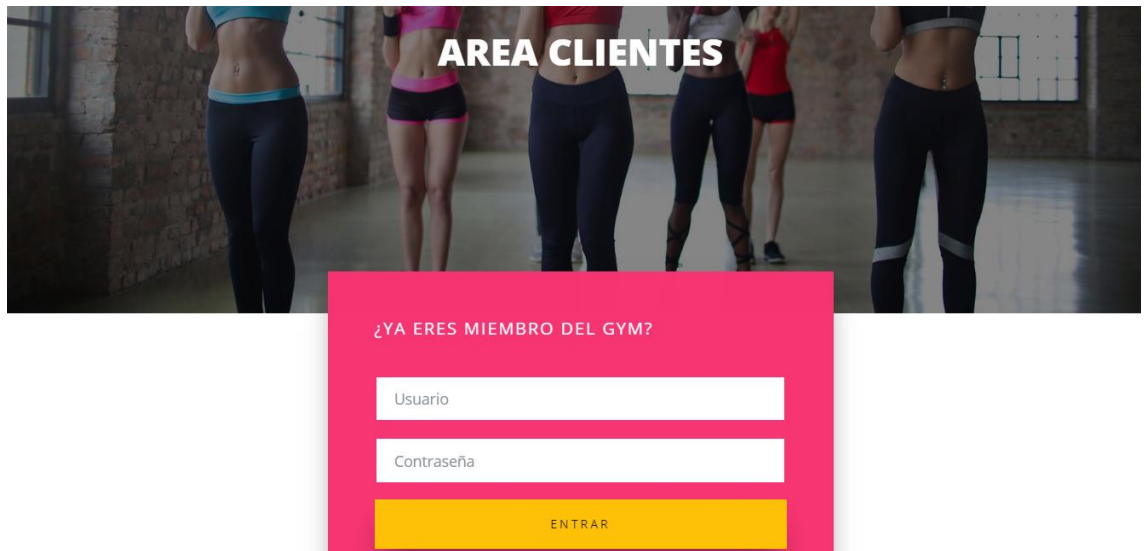 AREA CLIENTES
¿YA ERES MIEMBRO DEL GYM?
Usuario
Contraseña
ENTRAR